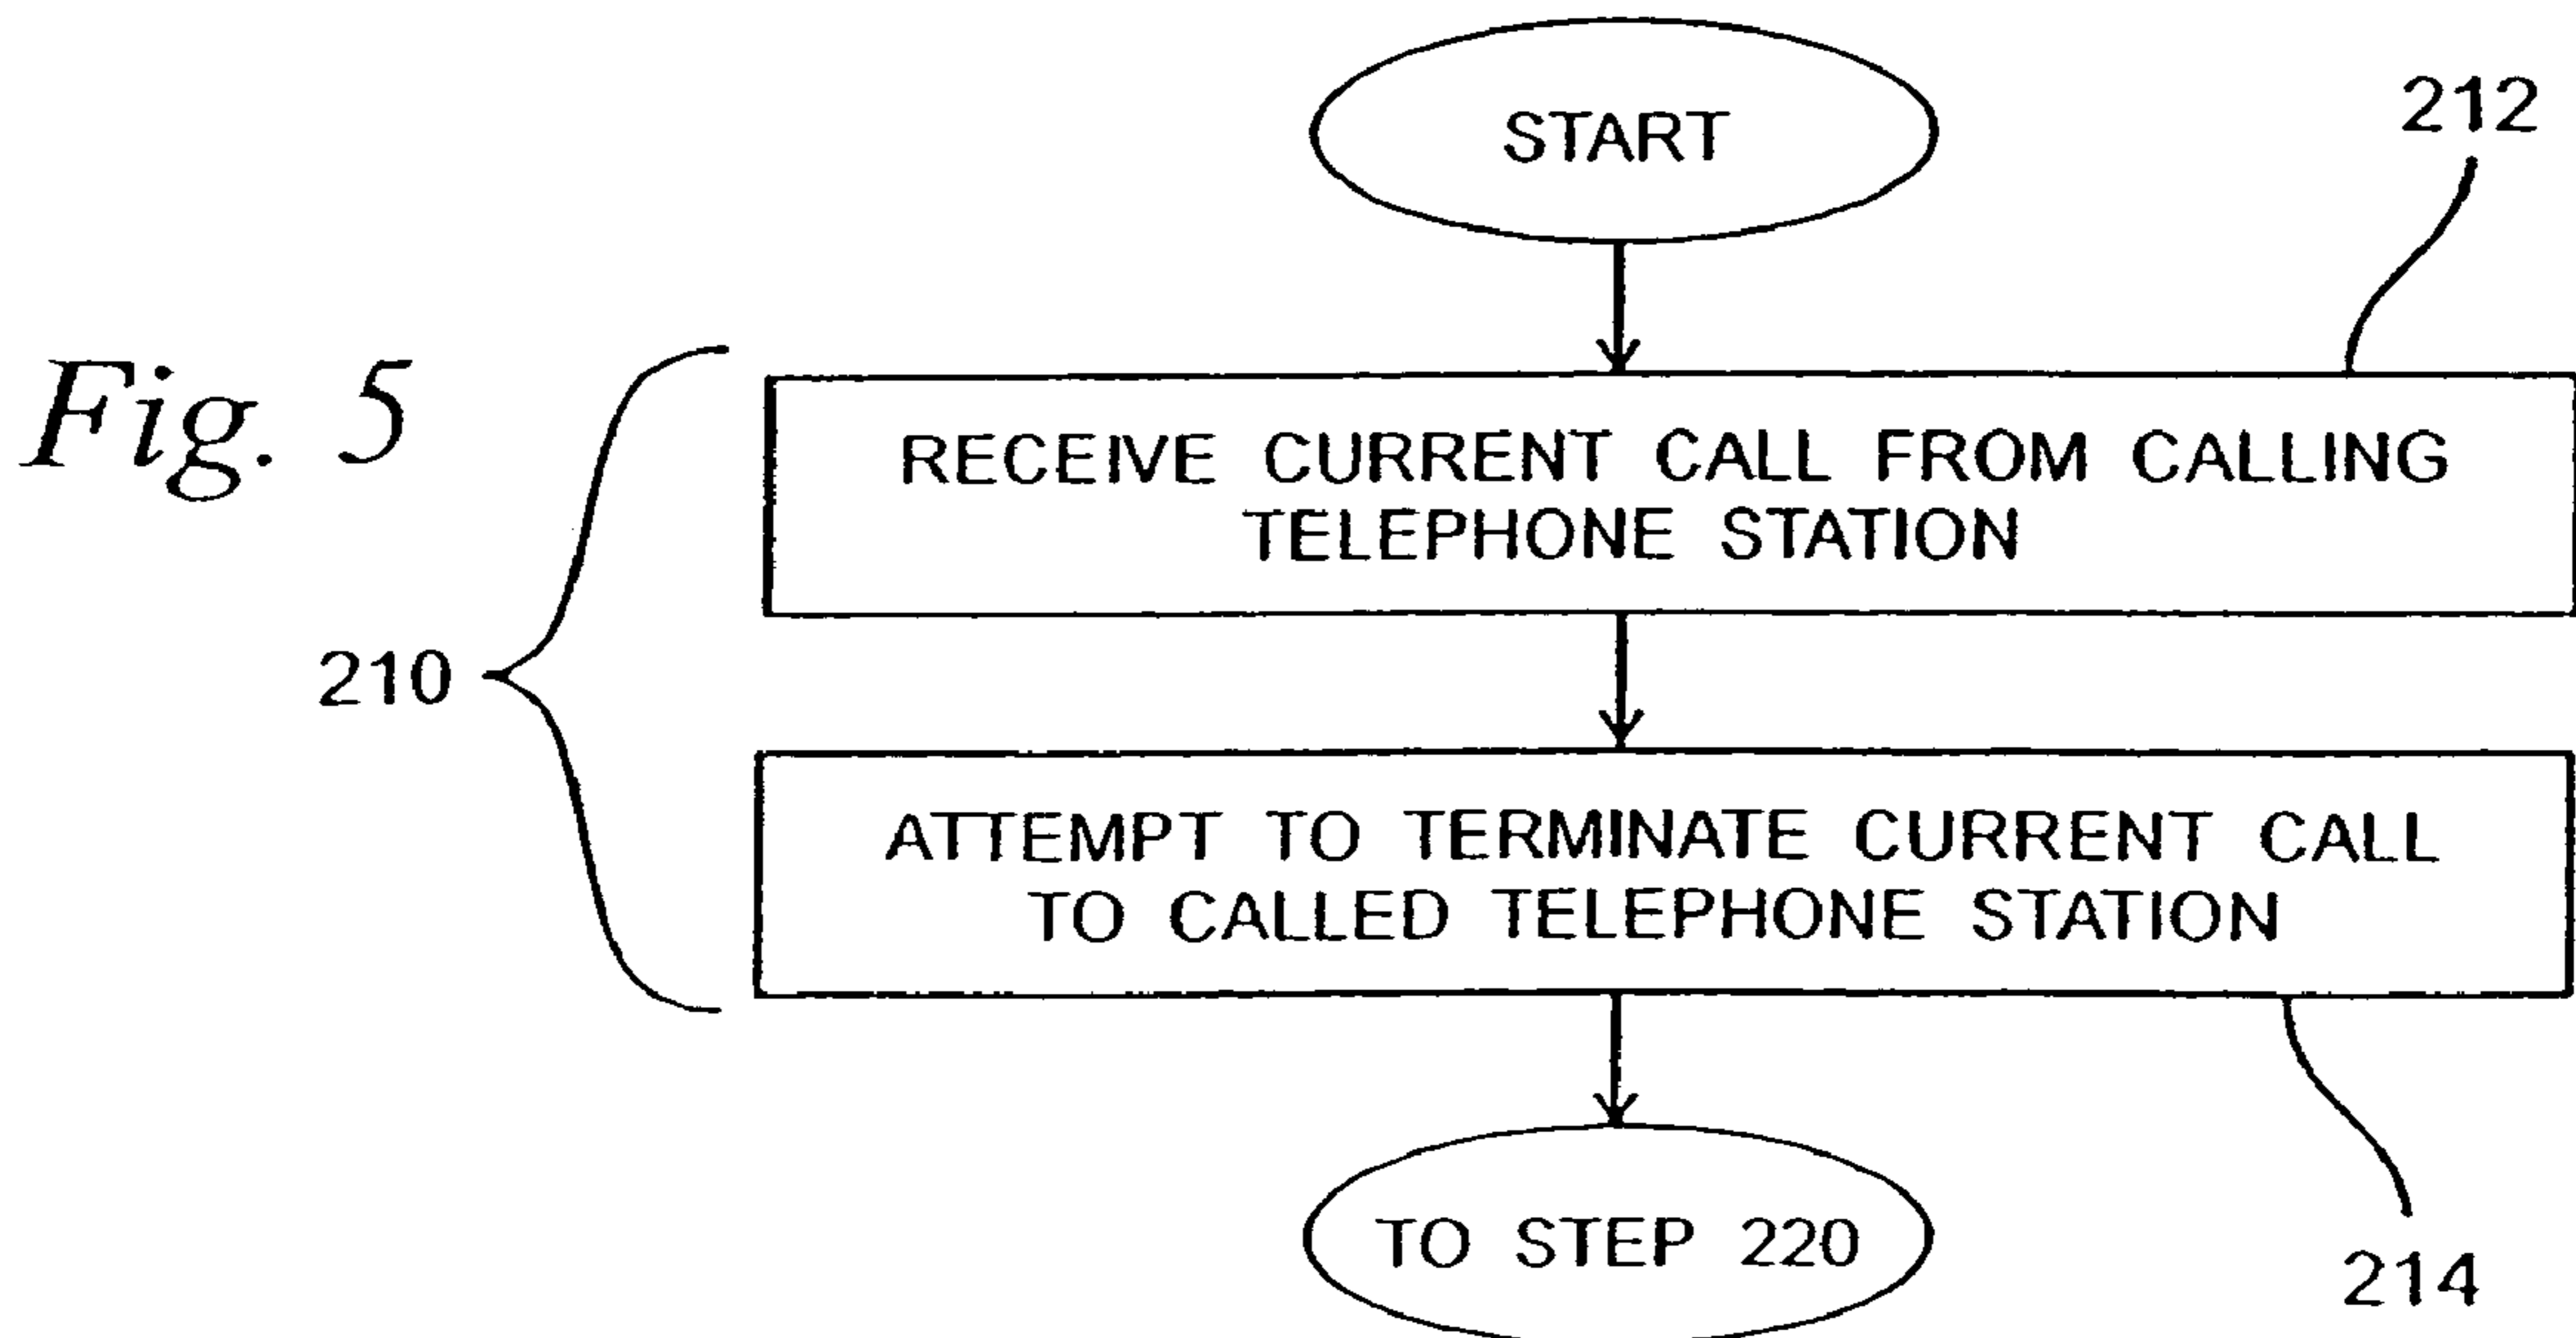 START
212
Fig. 5
RECEIVE CURRENT CALL FROM CALLING
TELEPHONE STATION
210
ATTEMPT TO TERMINATE CURRENT CALL
TO CALLED TELEPHONE STATION
TO STEP 220
214